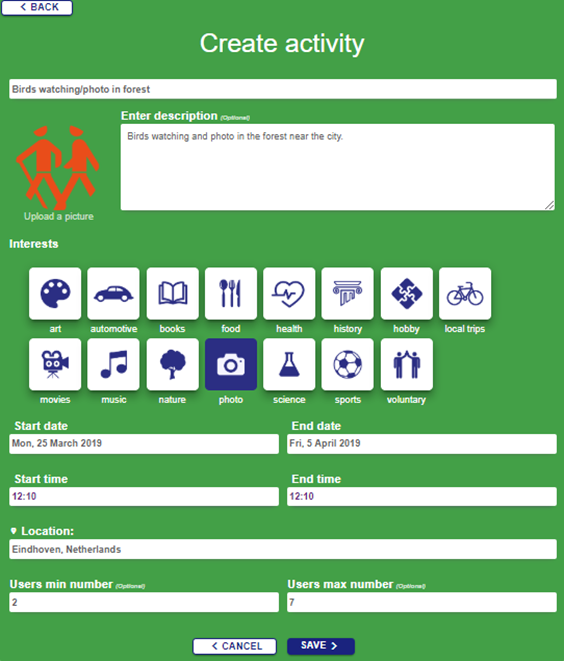 BACK
Create activity
Birds watching/photo in forest
Enter description (Optional)
Birds watching and photo in the forest near the city.
Upload a picture
Interests
art automotive books food health history hobby local trips
movies music nature photo science sports voluntary
Start date End date
Mon, 25 March 2019 Fri, 5 April 2019
Start time End time
12:10 12:10
Location:
Eindhoven, Netherlands
Users min number (Optional) Users max number (Optional)
2 7
CANCEL SAVE